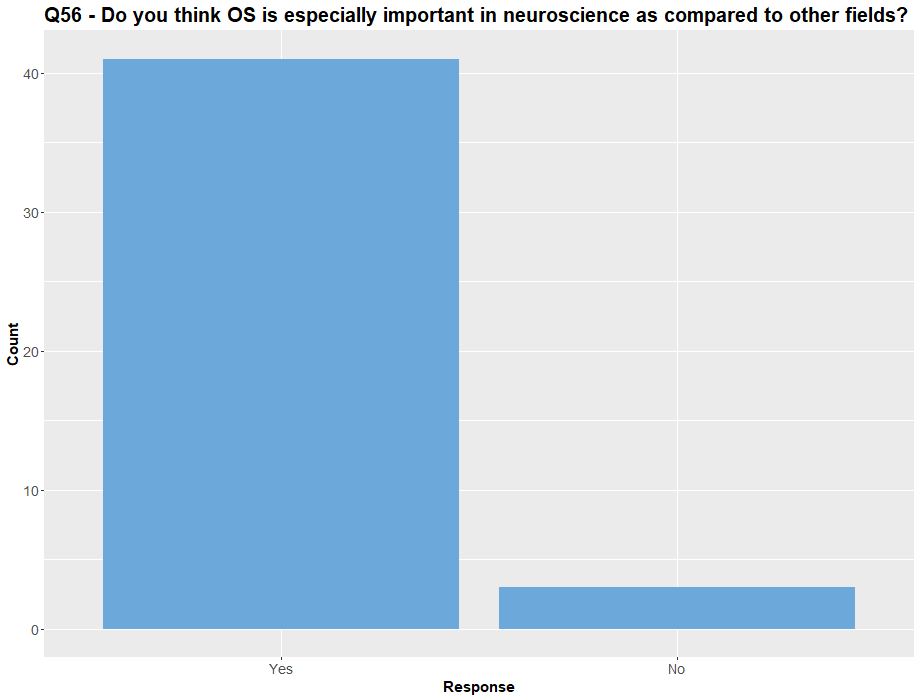 Q56 - Do you think OS is especially important in neuroscience as compared to other fields?
Count
40
30
20
10
0
Yes No
Response